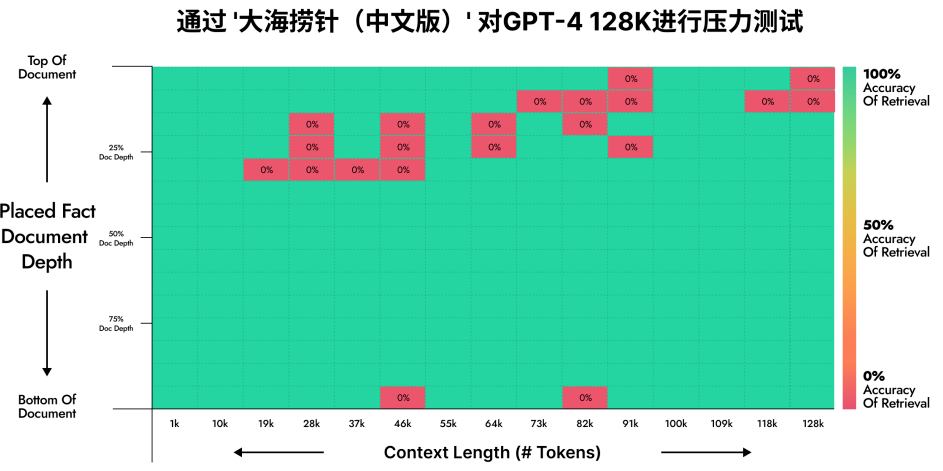 通过 '大海捞针（中文版）' 对GPT-4 128K进行压力测试
Top Of
Document
25%
Doc Depth
Placed Fact
Document
Depth
50%
Doc Depth
75%
Doc Depth
Bottom Of
Document
0% 0%
0% 0% 0% 0% 0%
0% 0% 0% 0%
0% 0% 0% 0%
0% 0% 0% 0%
0% 0%
1k 10k 19k 28k 37k 46k 55k 64k 73k 82k 91k 100k 109k 118k 128k
Context Length (# Tokens)
100%
Accuracy
Of Retrieval
50%
Accuracy
Of Retrieval
0%
Accuracy
Of Retrieval